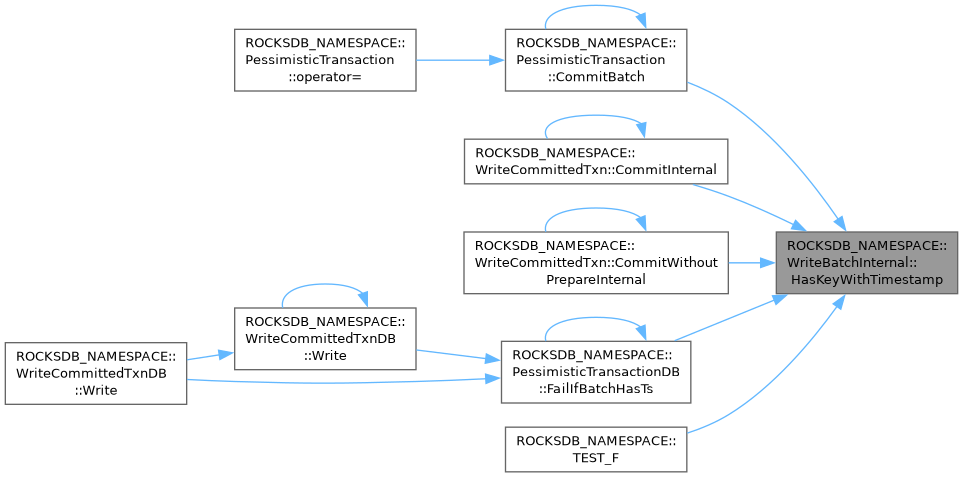 ROCKSDB_NAMESPACE::
PessimisticTransaction
::operator=
ROCKSDB_NAMESPACE::
PessimisticTransaction
::CommitBatch
ROCKSDB_NAMESPACE::
WriteCommittedTxn::CommitInternal
ROCKSDB_NAMESPACE::
WriteCommittedTxn::CommitWithout
PrepareInternal
ROCKSDB_NAMESPACE::
WriteBatchInternal::
HasKeyWithTimestamp
ROCKSDB_NAMESPACE::
WriteCommittedTxnDB
::Write
ROCKSDB_NAMESPACE::
WriteCommittedTxnDB
::Write
ROCKSDB_NAMESPACE::
PessimisticTransactionDB
::FailIfBatchHasTs
ROCKSDB_NAMESPACE::
TEST_F